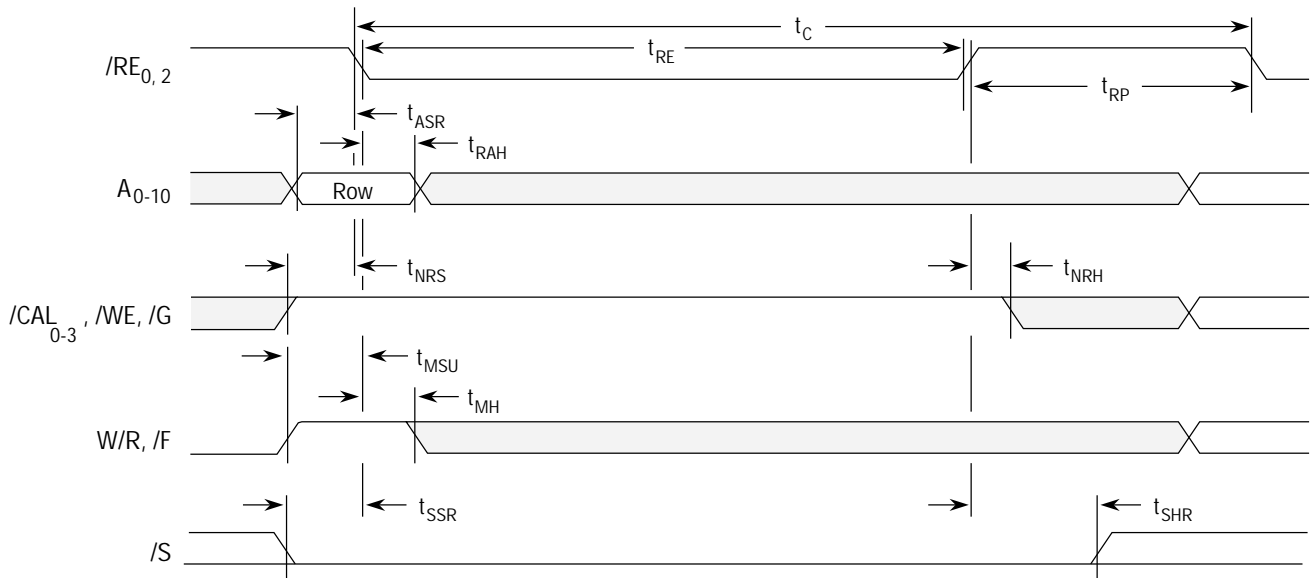 t_C
t_RE
/RE_0, 2
t_RP
t_ASR
t_RAH
A_0-10
Row
t_NRS
t_NRH
/CAL_0-3 , /WE, /G
t_MSU
t_MH
W/R, /F
t_SSR
t_SHR
/S